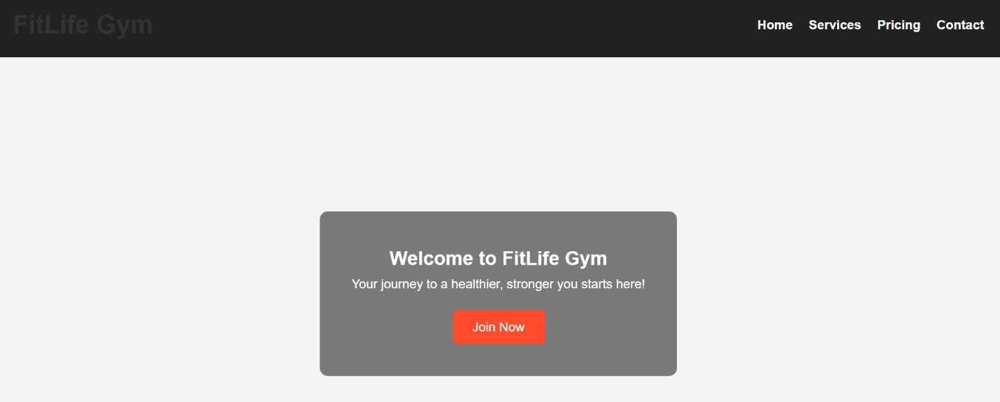 FitLife Gym
Home Services Pricing Contact
Welcome to FitLife Gym
Your journey to a healthier, stronger you starts here!
Join Now